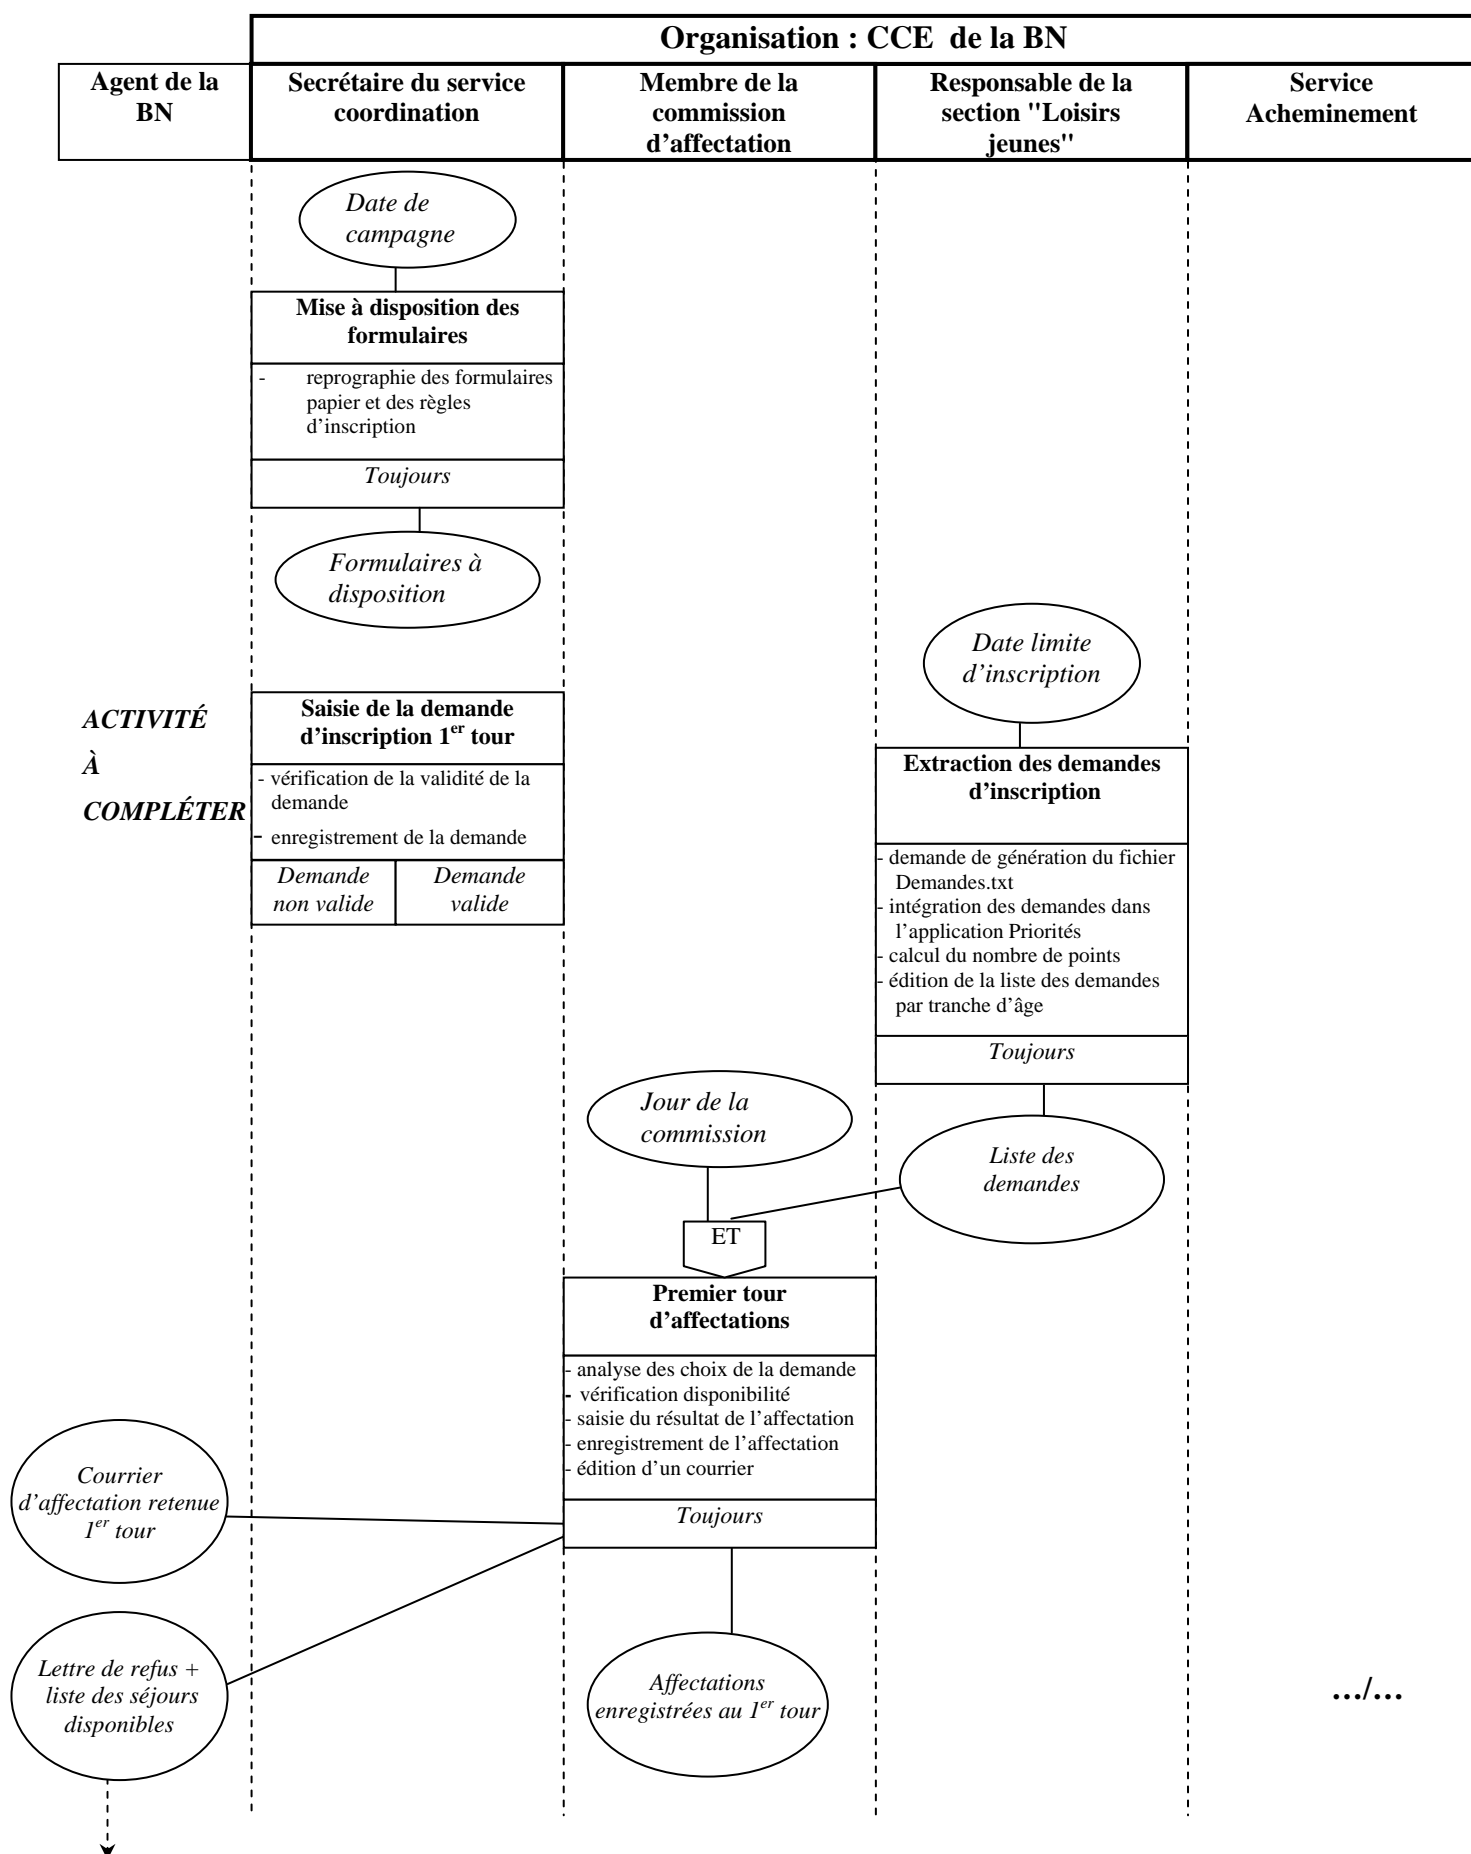 Organisation : CCE de la BN
Agent de la
BN
Secrétaire du service
coordination
Membre de la
commission
d'affectation
Responsable de la
section "Loisirs
jeunes"
Service
Acheminement
Date de
campagne
Mise à disposition des
formulaires
- reprographie des formulaires
papier et des règles
d'inscription
Toujours
Formulaires à
disposition
Date limite
d'inscription
ACTIVITÉ
À
COMPLÉTER
Saisie de la demande
d'inscription 1er tour
- vérification de la validité de la
demande
- enregistrement de la demande
Demande
non valide
Demande
valide
Extraction des demandes
d'inscription
- demande de génération du fichier
Demandes.txt
- intégration des demandes dans
l'application Priorités
- calcul du nombre de points
- édition de la liste des demandes
par tranche d'âge
Toujours
Jour de la
commission
Liste des
demandes
ET
Premier tour
d'affectations
- analyse des choix de la demande
- vérification disponibilité
- saisie du résultat de l'affectation
- enregistrement de l'affectation
- édition d'un courrier
Toujours
Courrier
d'affectation retenue
1er tour
Lettre de refus +
liste des séjours
disponibles
Affectations
enregistrées au 1er tour
…/…